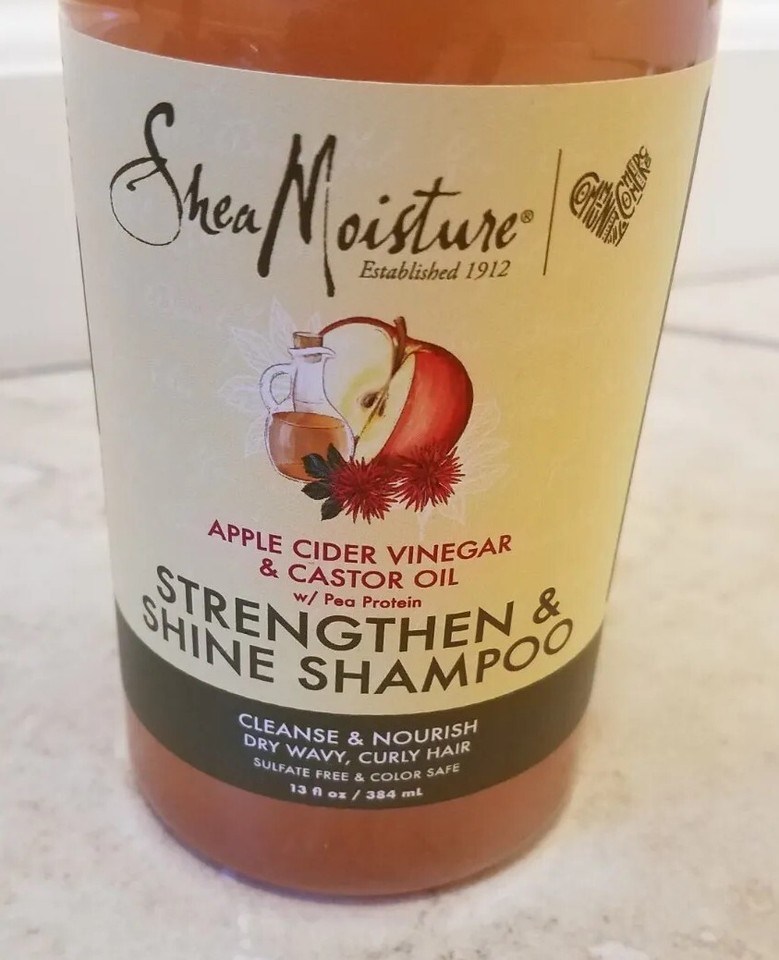 SheaMoisture®
Established 1912
COMMERCE
APPLE CIDER VINEGAR
& CASTOR OIL
w/ Pea Protein
STRENGTHEN &
SHINE SHAMPOO
CLEANSE & NOURISH
DRY WAVY, CURLY HAIR
SULFATE FREE & COLOR SAFE
13 fl oz / 384 mL